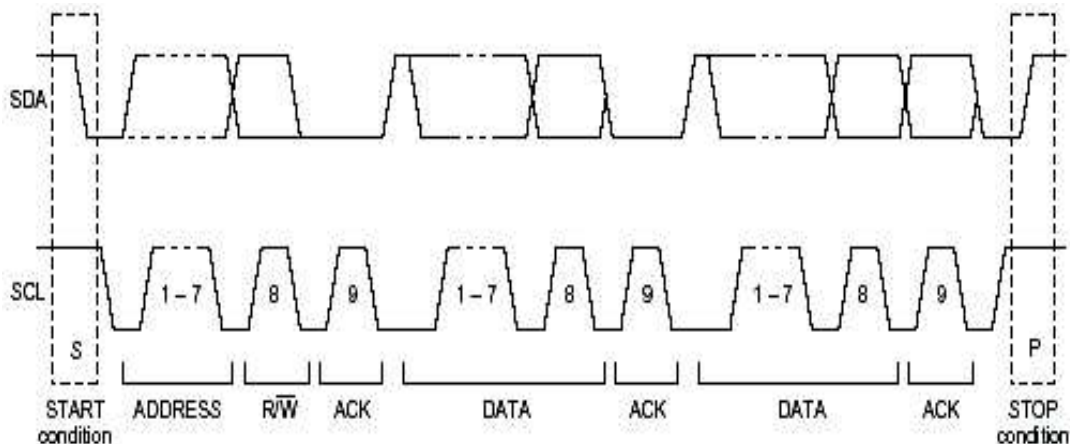 SDA
SCL
1 – 7 8 9 1 – 7 8 9 1 – 7 8 9
S P
START condition ADDRESS R/W̅ ACK DATA ACK DATA ACK STOP condition